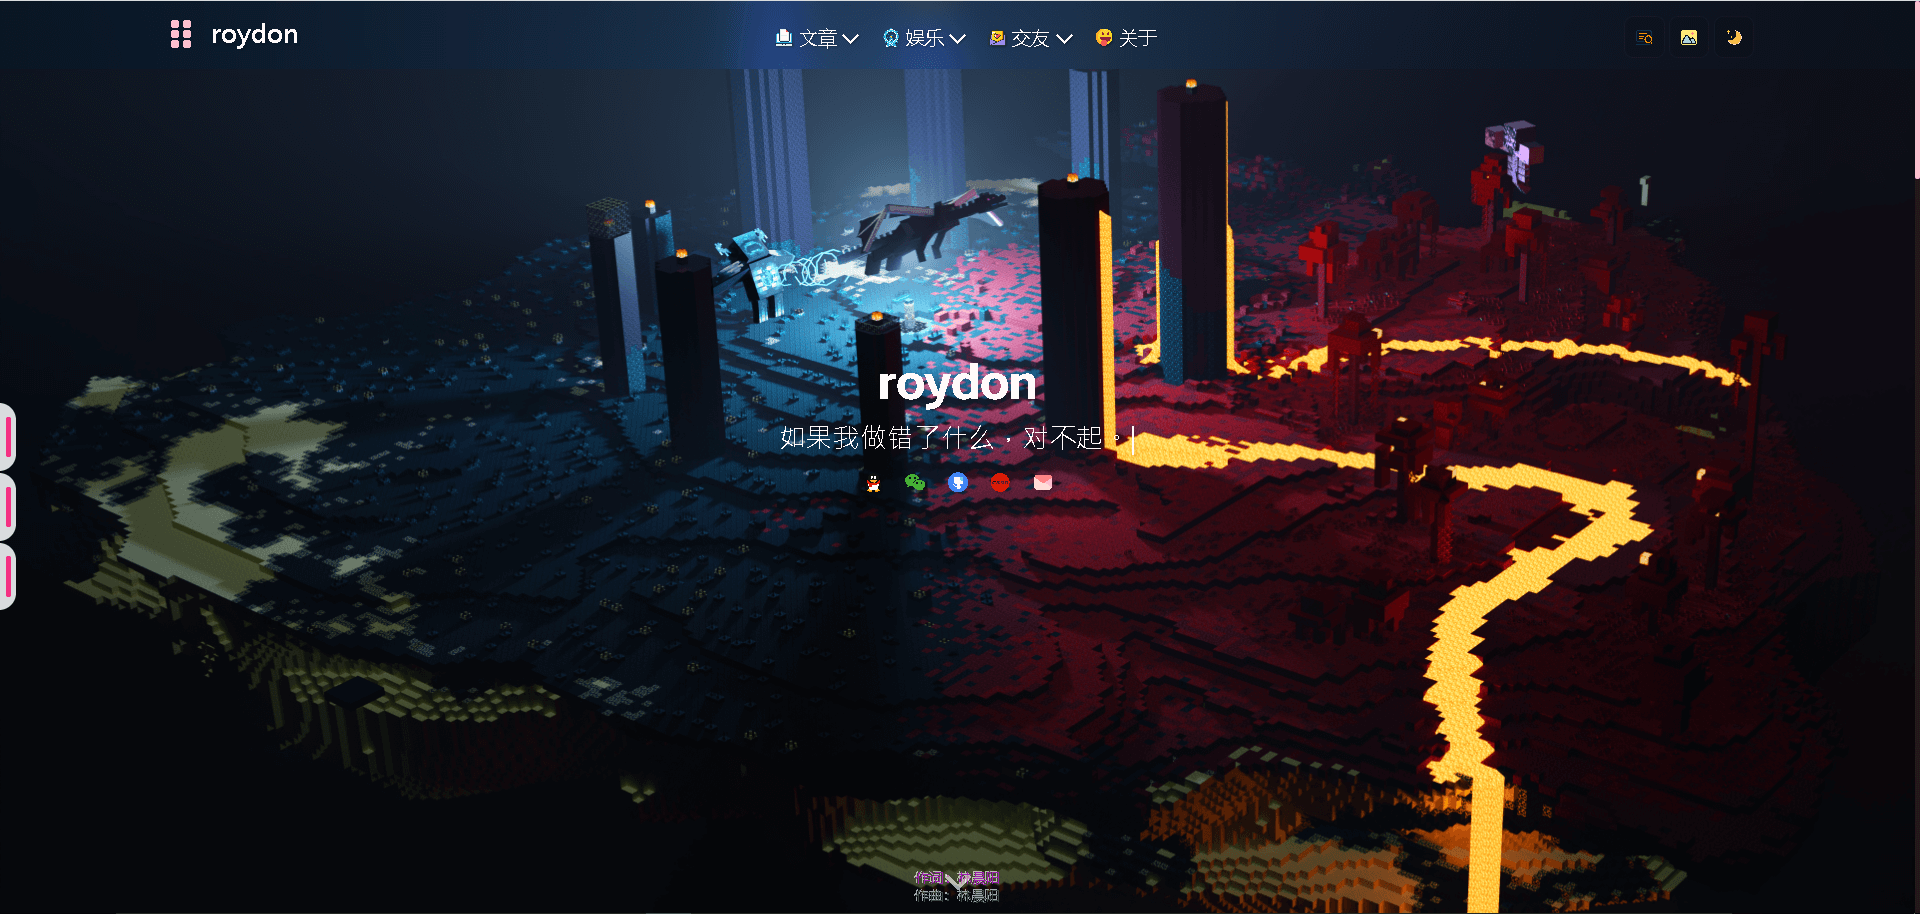 roydon
文章
娱乐
交友
关于
roydon
如果我做错了什么，对不起。|
作词：林晨阳
作曲：林晨阳